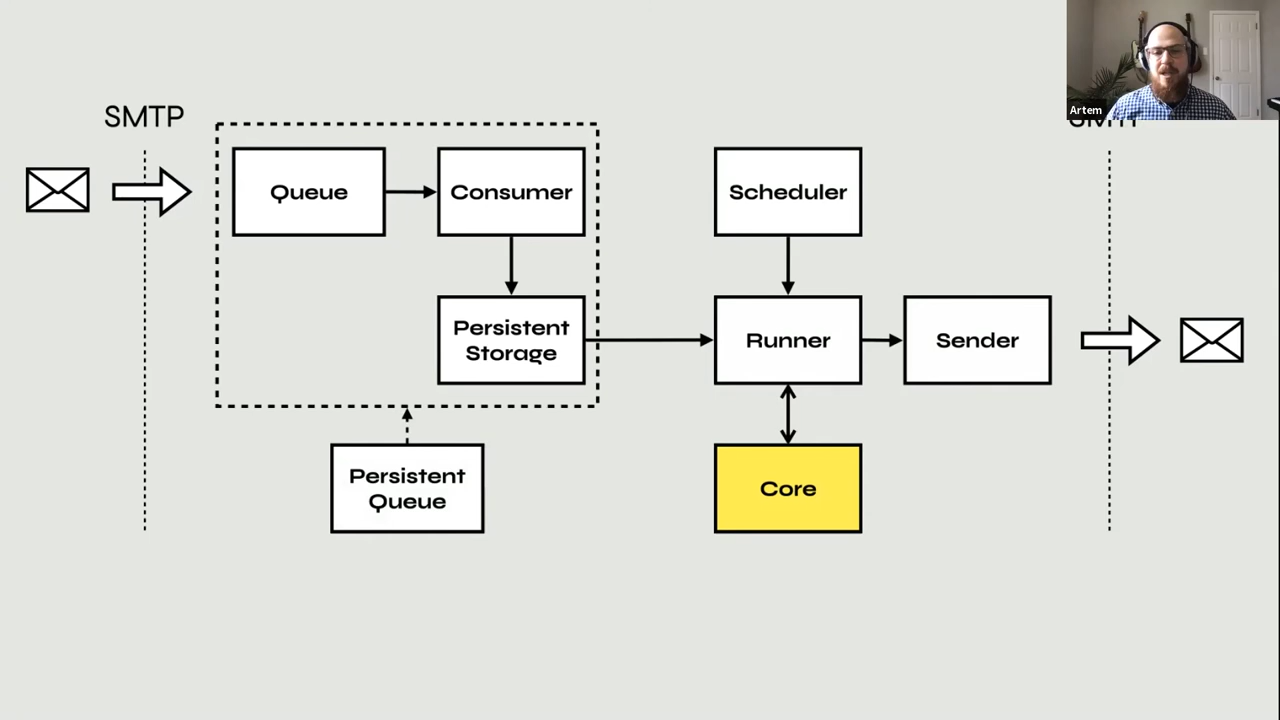 Artem
SMTP
Queue
Consumer
Scheduler
Persistent
Storage
Runner
Sender
Persistent
Queue
Core